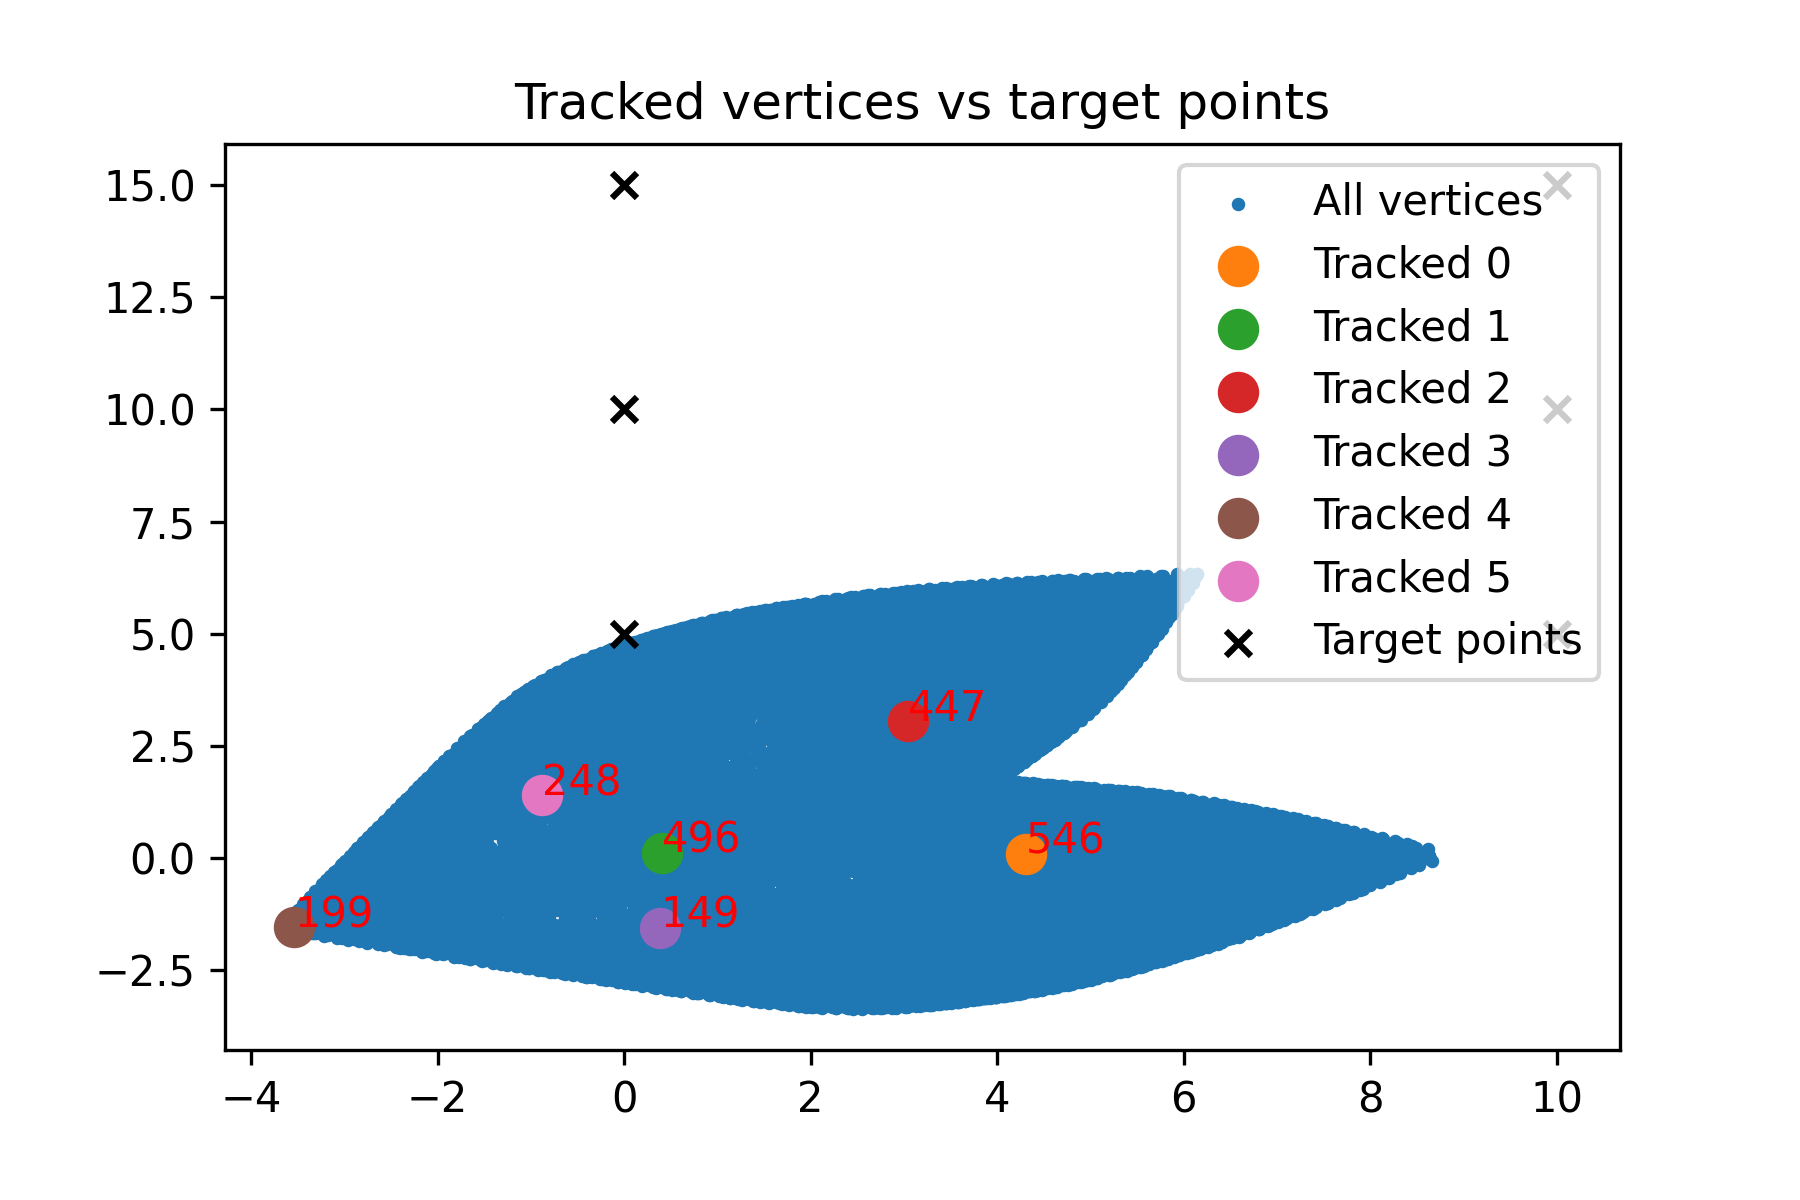 Tracked vertices vs target points
15.0
12.5
10.0
7.5
5.0
2.5
0.0
−2.5
All vertices
Tracked 0
Tracked 1
Tracked 2
Tracked 3
Tracked 4
Tracked 5
Target points
447
248
496
546
199
149
−4
−2
0
2
4
6
8
10